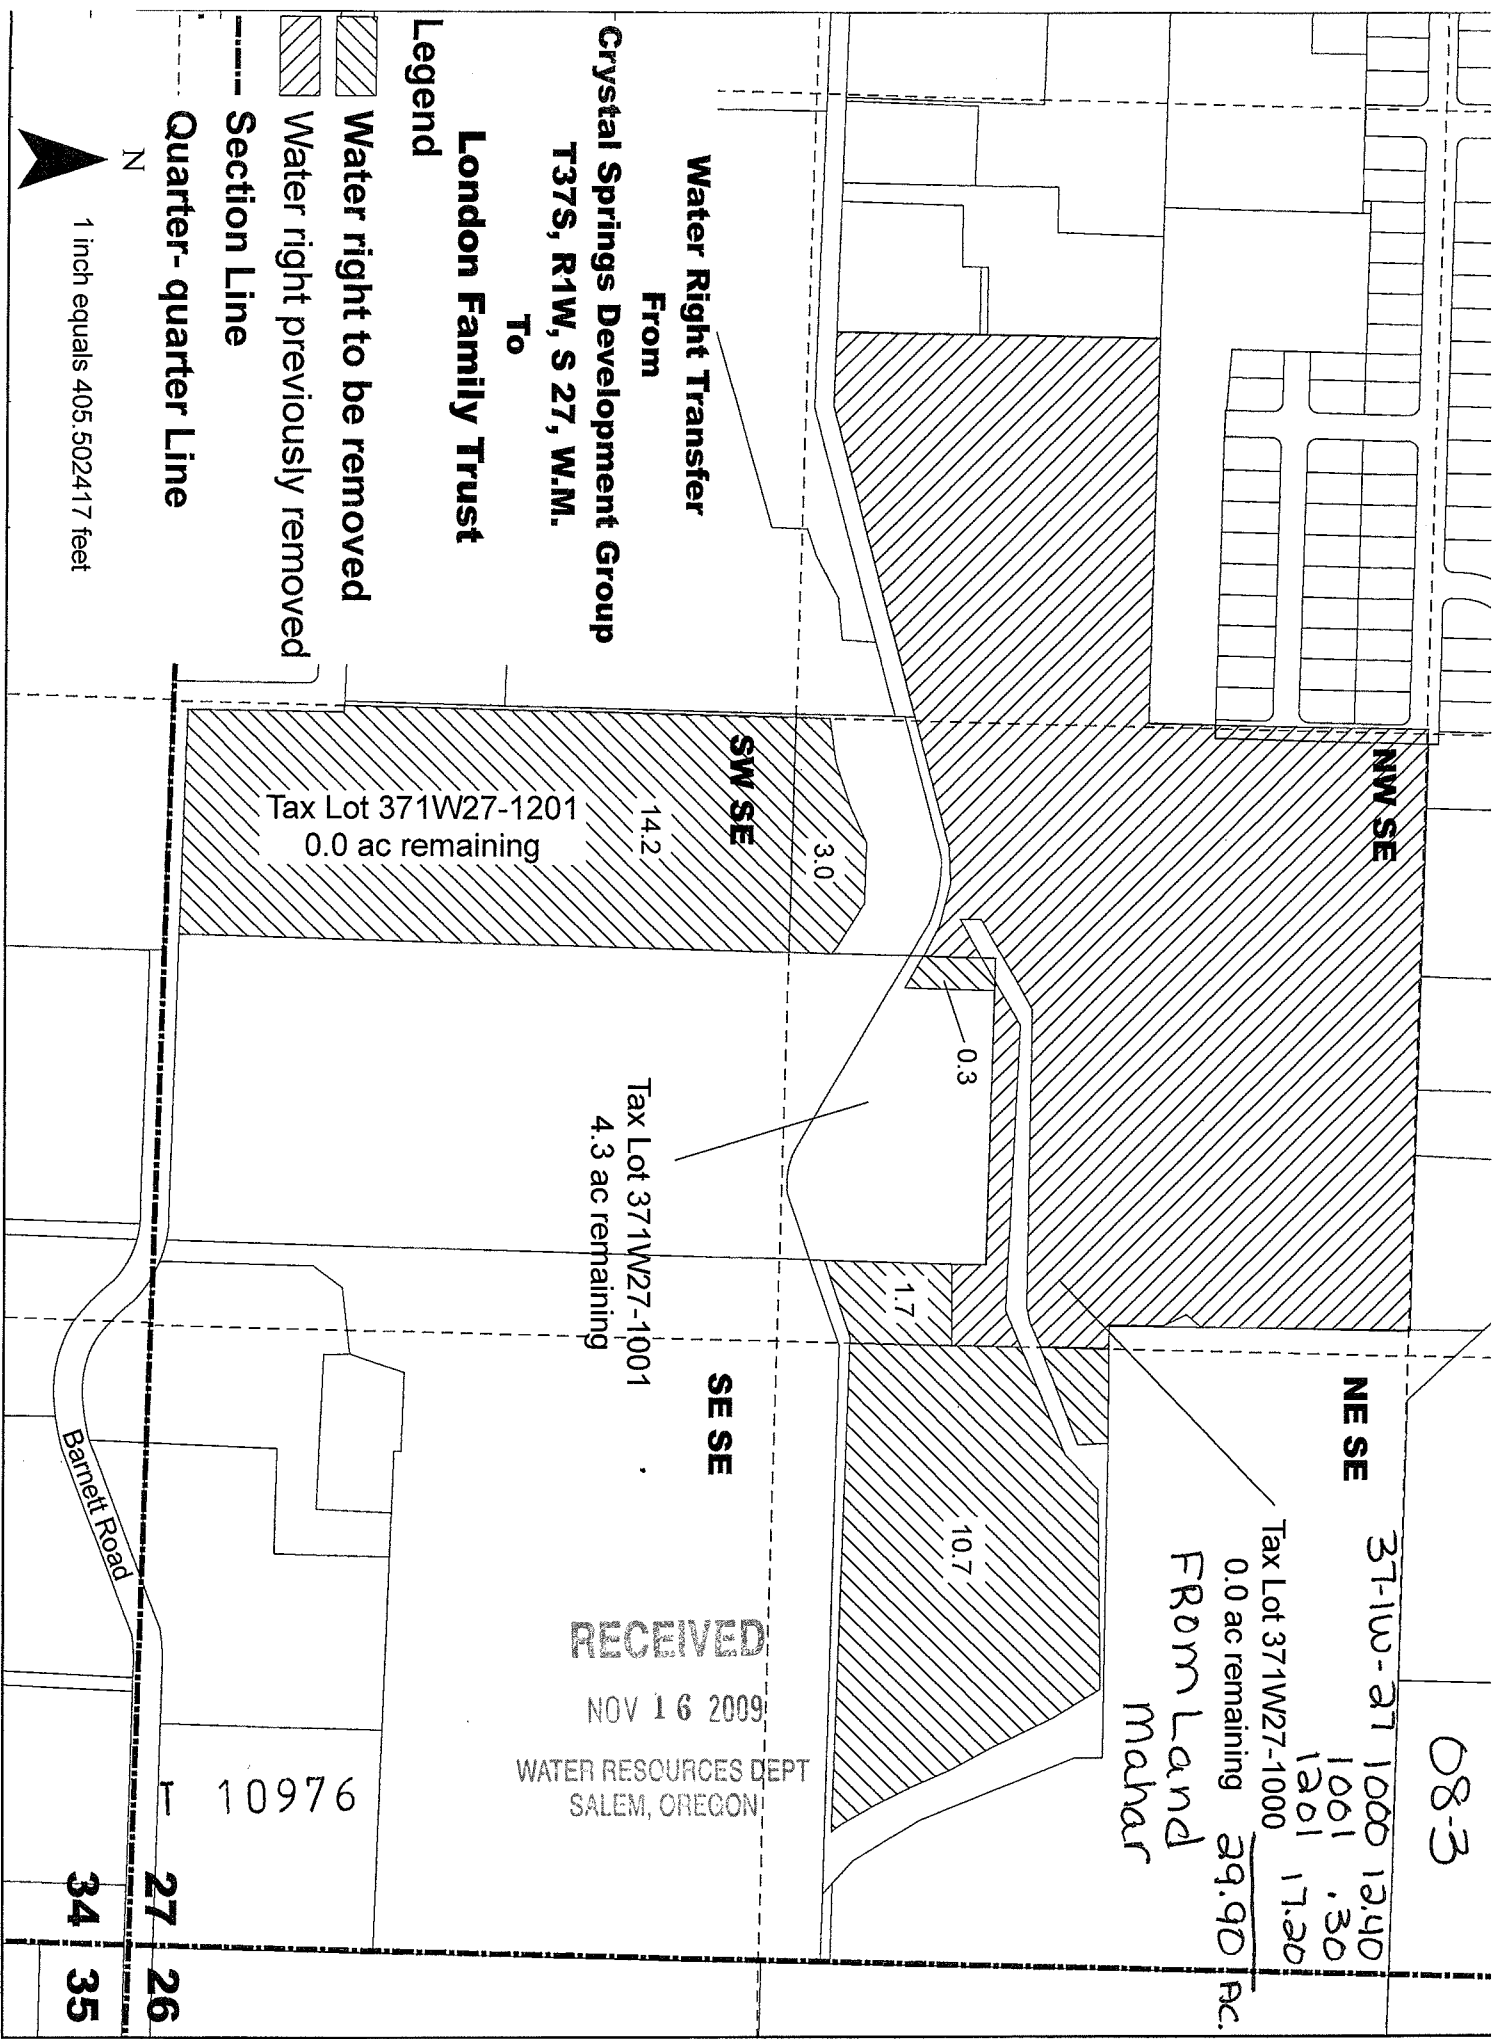 08-3
37-1W-27 1000 12.40
1001 .30
1201 17.20
29.90 AC.
Tax Lot 371W27-1000
0.0 ac remaining
FROM Land
Mahar
NW SE
NE SE
Water Right Transfer
From
Crystal Springs Development Group
T37S, R1W, S 27, W.M.
To
London Family Trust
Legend
Water right to be removed
Water right previously removed
Section Line
Quarter- quarter Line
N
1 inch equals 405.502417 feet
SW SE
3.0
14.2
Tax Lot 371W27-1201
0.0 ac remaining
0.3
Tax Lot 371W27-1001
4.3 ac remaining
1.7
SE SE
10.7
Barnett Road
RECEIVED
NOV 16 2009
WATER RESOURCES DEPT
SALEM, OREGON
T 10976
27 26
34 35